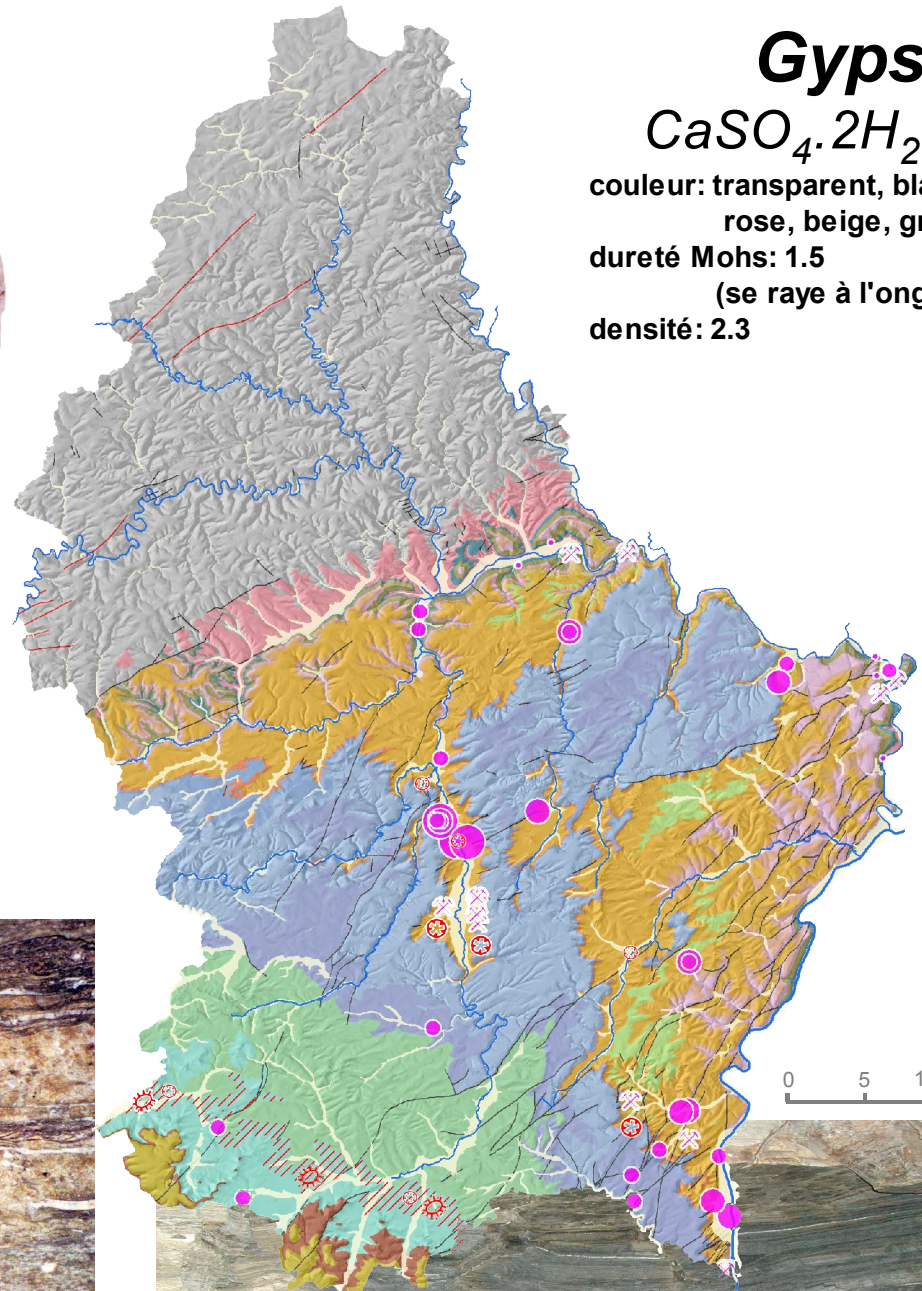 Gyps
CaSO₄.2H₂
couleur: transparent, bla
rose, beige, gr
dureté Mohs: 1.5
(se raye à l'ong
densité: 2.3
0 5 1